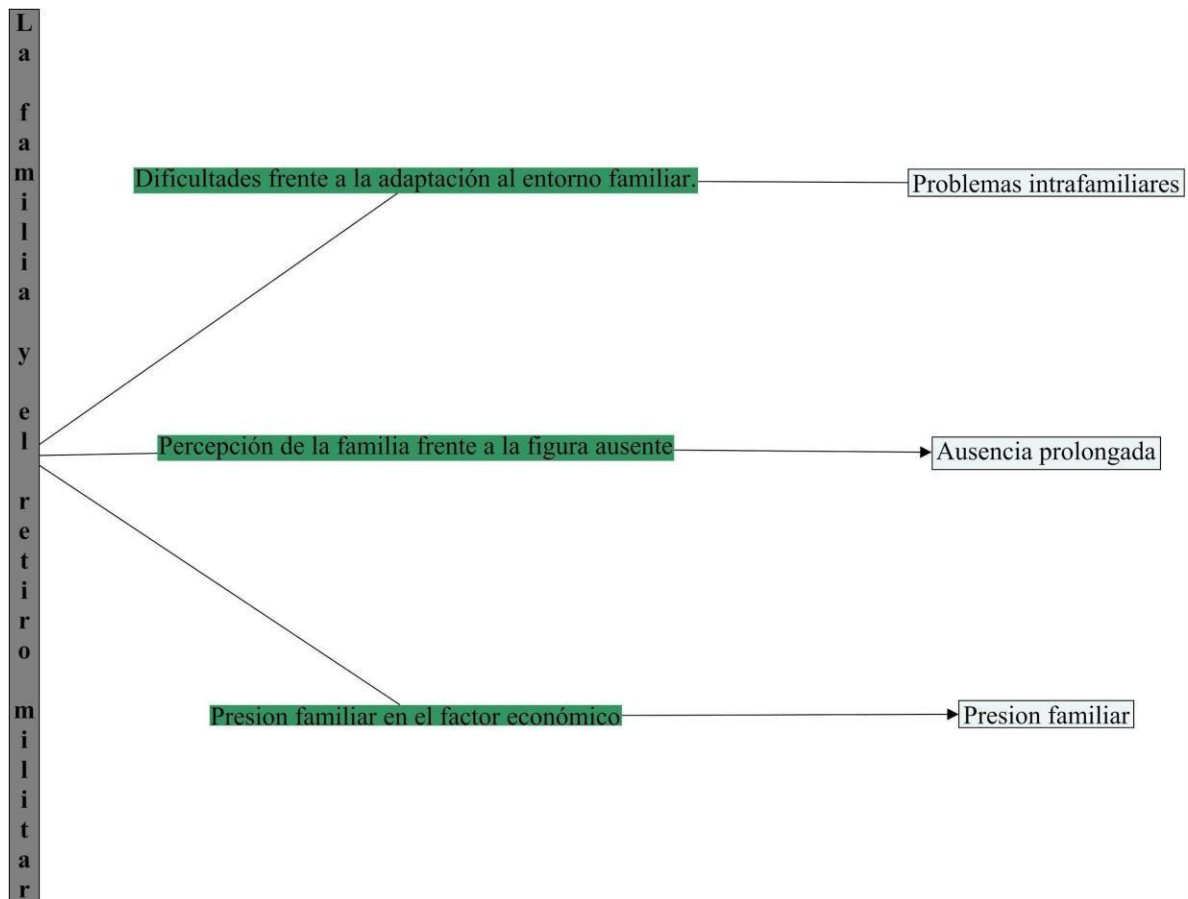 La familia y el retiro militar
Dificultades frente a la adaptación al entorno familiar.
Problemas intrafamiliares
Percepción de la familia frente a la figura ausente
Ausencia prolongada
Presion familiar en el factor económico
Presion familiar